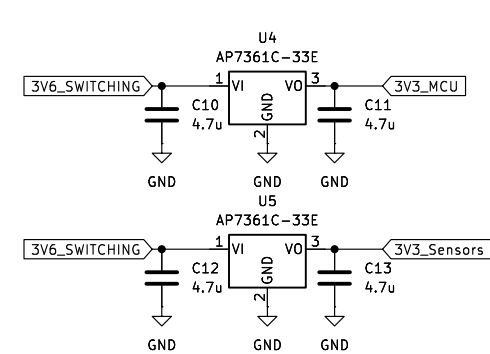 U4
AP7361C-33E
3V6_SWITCHING 1 VI VO 3 3V3_MCU
C10 GND C11
4.7u 2 4.7u
GND GND GND
U5
AP7361C-33E
3V6_SWITCHING 1 VI VO 3 3V3_Sensors
C12 GND C13
4.7u 2 4.7u
GND GND GND